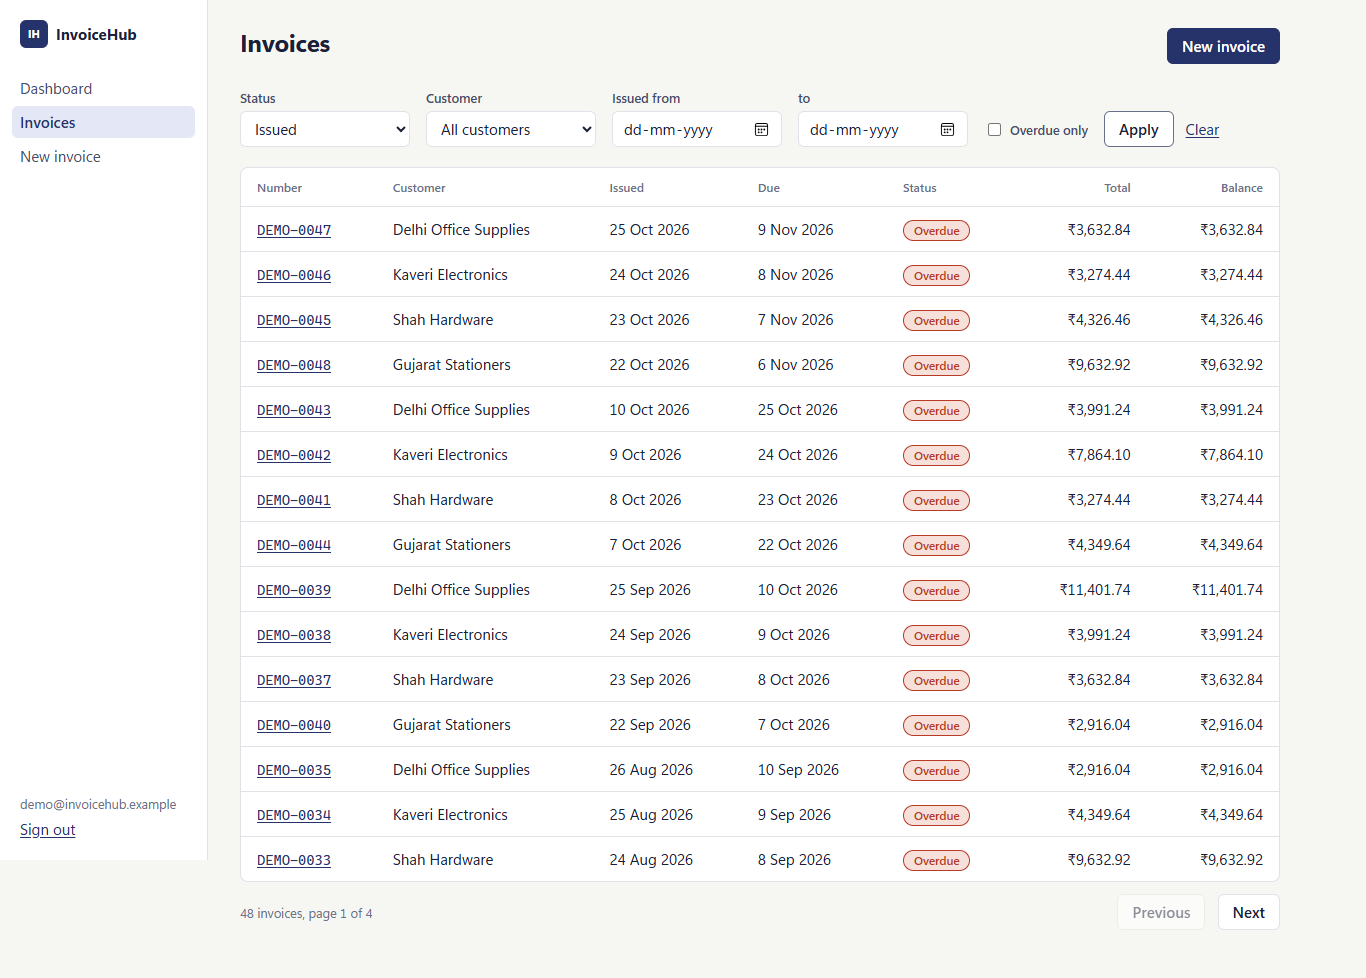 IH InvoiceHub
Dashboard
Invoices
New invoice
demo@invoicehub.example
Sign out
Invoices
New invoice
Status Customer Issued from to
Issued All customers dd-mm-yyyy dd-mm-yyyy Overdue only Apply Clear
Number Customer Issued Due Status Total Balance
DEMO-0047 Delhi Office Supplies 25 Oct 2026 9 Nov 2026 Overdue ₹3,632.84 ₹3,632.84
DEMO-0046 Kaveri Electronics 24 Oct 2026 8 Nov 2026 Overdue ₹3,274.44 ₹3,274.44
DEMO-0045 Shah Hardware 23 Oct 2026 7 Nov 2026 Overdue ₹4,326.46 ₹4,326.46
DEMO-0048 Gujarat Stationers 22 Oct 2026 6 Nov 2026 Overdue ₹9,632.92 ₹9,632.92
DEMO-0043 Delhi Office Supplies 10 Oct 2026 25 Oct 2026 Overdue ₹3,991.24 ₹3,991.24
DEMO-0042 Kaveri Electronics 9 Oct 2026 24 Oct 2026 Overdue ₹7,864.10 ₹7,864.10
DEMO-0041 Shah Hardware 8 Oct 2026 23 Oct 2026 Overdue ₹3,274.44 ₹3,274.44
DEMO-0044 Gujarat Stationers 7 Oct 2026 22 Oct 2026 Overdue ₹4,349.64 ₹4,349.64
DEMO-0039 Delhi Office Supplies 25 Sep 2026 10 Oct 2026 Overdue ₹11,401.74 ₹11,401.74
DEMO-0038 Kaveri Electronics 24 Sep 2026 9 Oct 2026 Overdue ₹3,991.24 ₹3,991.24
DEMO-0037 Shah Hardware 23 Sep 2026 8 Oct 2026 Overdue ₹3,632.84 ₹3,632.84
DEMO-0040 Gujarat Stationers 22 Sep 2026 7 Oct 2026 Overdue ₹2,916.04 ₹2,916.04
DEMO-0035 Delhi Office Supplies 26 Aug 2026 10 Sep 2026 Overdue ₹2,916.04 ₹2,916.04
DEMO-0034 Kaveri Electronics 25 Aug 2026 9 Sep 2026 Overdue ₹4,349.64 ₹4,349.64
DEMO-0033 Shah Hardware 24 Aug 2026 8 Sep 2026 Overdue ₹9,632.92 ₹9,632.92
48 invoices, page 1 of 4 Previous Next